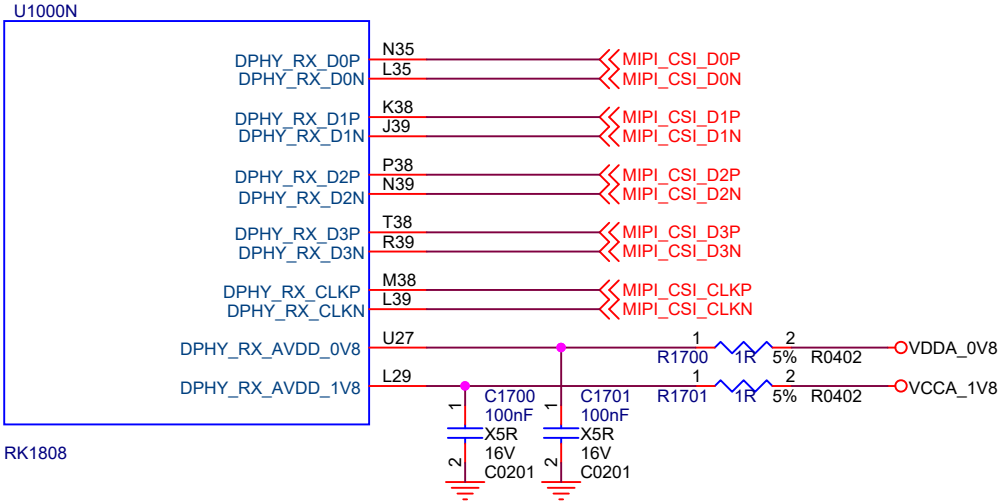 U1000N
DPHY_RX_D0P N35 MIPI_CSI_D0P
DPHY_RX_D0N L35 MIPI_CSI_D0N
DPHY_RX_D1P K38 MIPI_CSI_D1P
DPHY_RX_D1N J39 MIPI_CSI_D1N
DPHY_RX_D2P P38 MIPI_CSI_D2P
DPHY_RX_D2N N39 MIPI_CSI_D2N
DPHY_RX_D3P T38 MIPI_CSI_D3P
DPHY_RX_D3N R39 MIPI_CSI_D3N
DPHY_RX_CLKP M38 MIPI_CSI_CLKP
DPHY_RX_CLKN L39 MIPI_CSI_CLKN
DPHY_RX_AVDD_0V8 U27 1 2 VDDA_0V8
R1700 1R 5% R0402
DPHY_RX_AVDD_1V8 L29 1 2 VCCA_1V8
R1701 1R 5% R0402
1 C1700 1 C1701
100nF 100nF
X5R X5R
16V 16V
2 C0201 2 C0201
RK1808